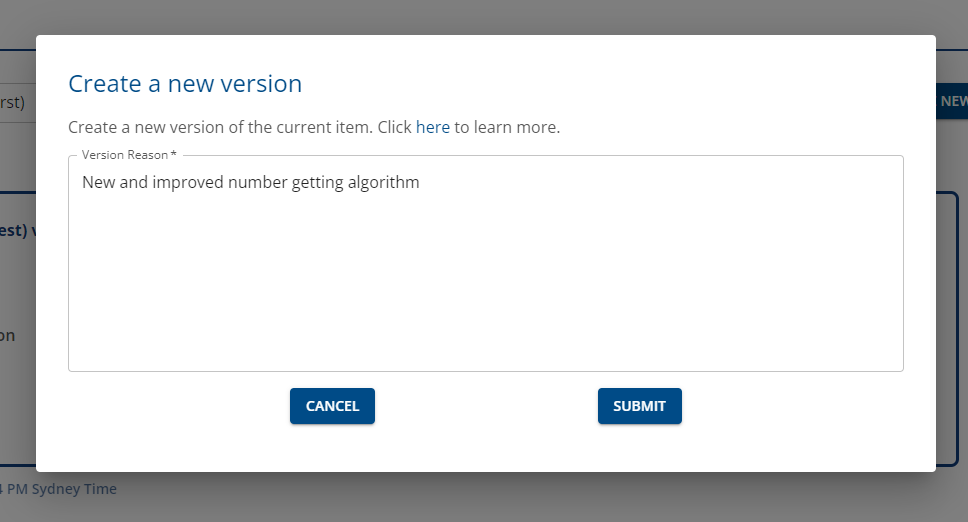 rst)
NEW
Create a new version
Create a new version of the current item. Click here to learn more.
Version Reason *
New and improved number getting algorithm
est) v
on
CANCEL
SUBMIT
4 PM Sydney Time